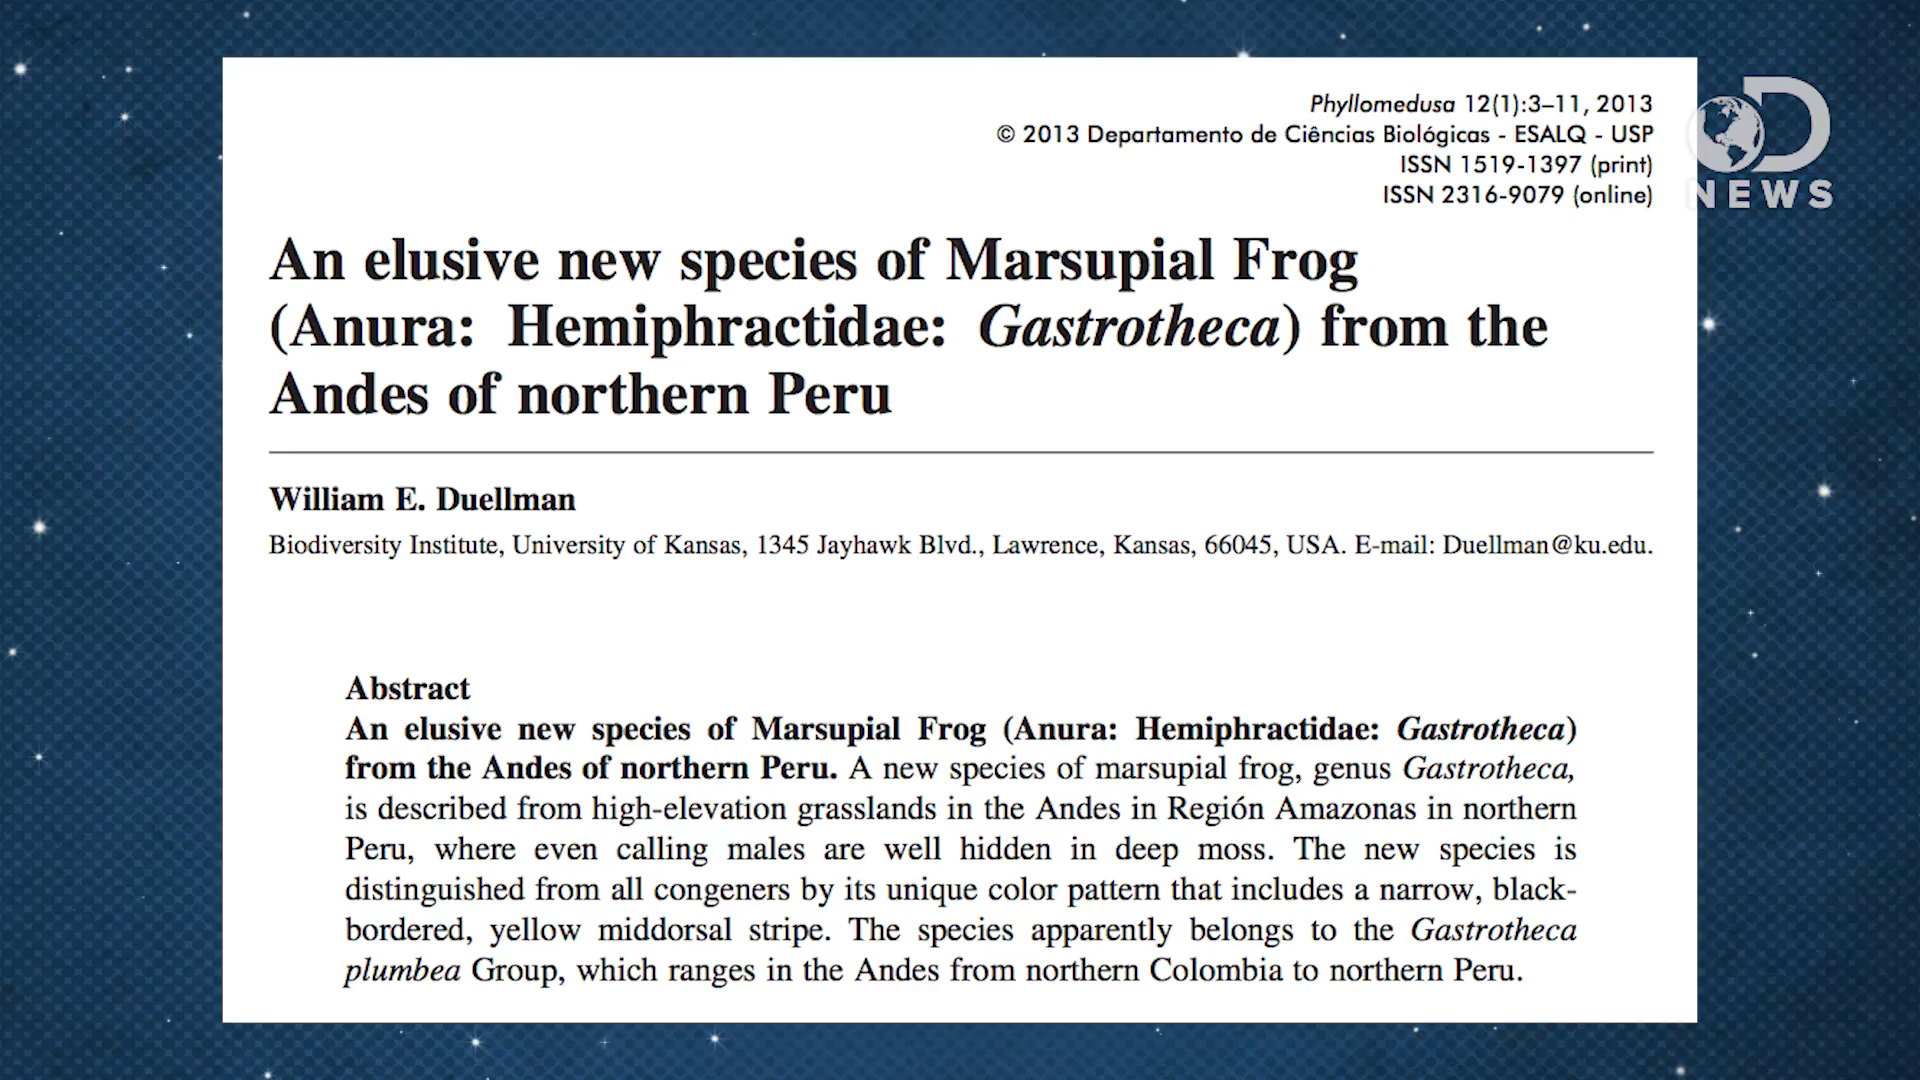 Phyllomedusa 12(1):3–11, 2013
© 2013 Departamento de Ciências Biológicas - ESALQ - USP
ISSN 1519-1397 (print)
ISSN 2316-9079 (online)
D
NEWS
An elusive new species of Marsupial Frog
(Anura: Hemiphractidae: Gastrotheca) from the
Andes of northern Peru
William E. Duellman
Biodiversity Institute, University of Kansas, 1345 Jayhawk Blvd., Lawrence, Kansas, 66045, USA. E-mail: Duellman@ku.edu.
Abstract
An elusive new species of Marsupial Frog (Anura: Hemiphractidae: Gastrotheca)
from the Andes of northern Peru. A new species of marsupial frog, genus Gastrotheca,
is described from high-elevation grasslands in the Andes in Región Amazonas in northern
Peru, where even calling males are well hidden in deep moss. The new species is
distinguished from all congeners by its unique color pattern that includes a narrow, black-
bordered, yellow middorsal stripe. The species apparently belongs to the Gastrotheca
plumbea Group, which ranges in the Andes from northern Colombia to northern Peru.